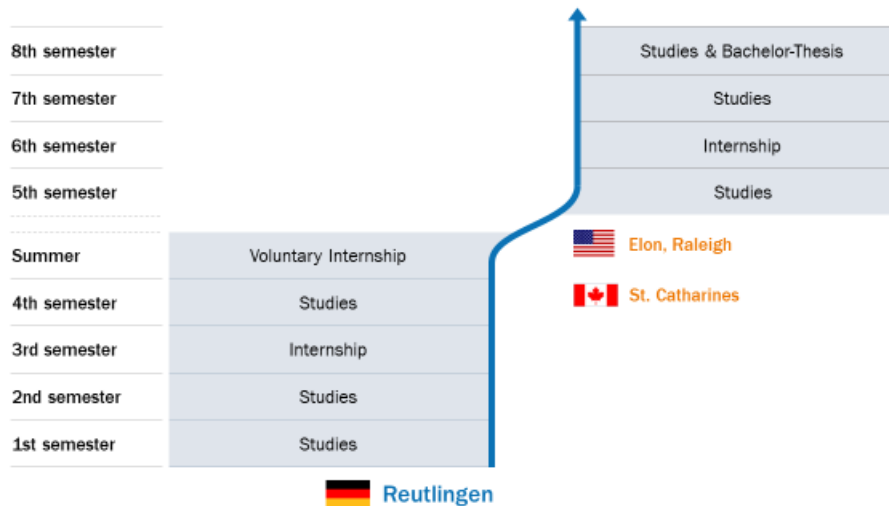 8th semester
Studies & Bachelor-Thesis
7th semester
Studies
6th semester
Internship
5th semester
Studies
Elon, Raleigh
Summer
Voluntary Internship
St. Catharines
4th semester
Studies
3rd semester
Internship
2nd semester
Studies
1st semester
Studies
Reutlingen